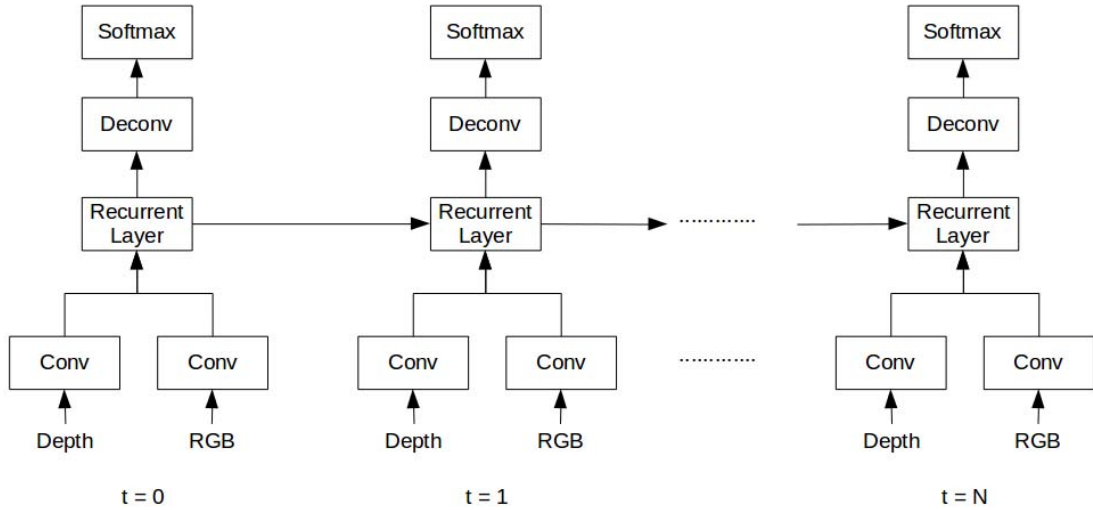 Softmax Softmax Softmax
Deconv Deconv Deconv
Recurrent Recurrent Recurrent
Layer Layer Layer
............ 
Conv Conv Conv Conv Conv Conv
............
Depth RGB Depth RGB Depth RGB
t = 0 t = 1 t = N